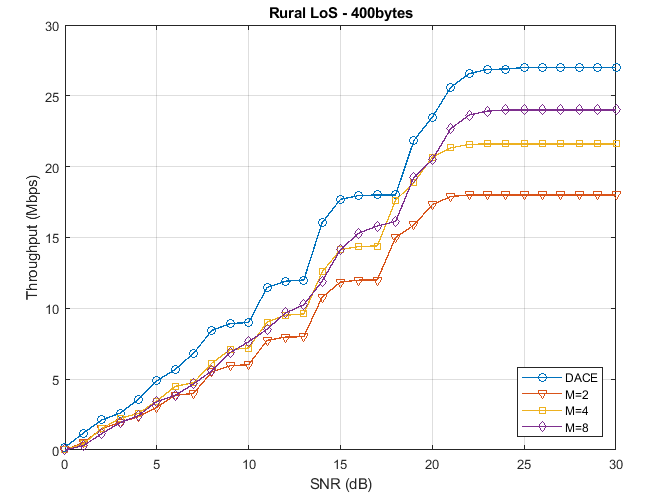 Rural LoS - 400bytes
Throughput (Mbps)
30
25
20
15
10
5
0
0 5 10 15 20 25 30
SNR (dB)
DACE
M=2
M=4
M=8